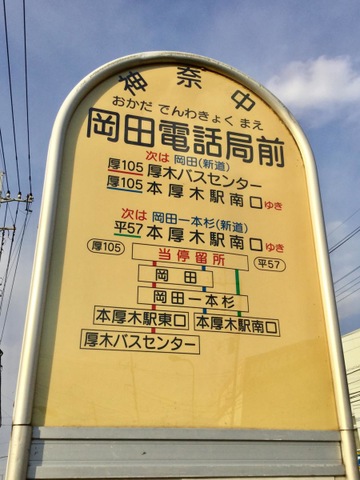 神奈中
おかだ でんわきょく まえ
岡田電話局前
次は 岡田(新道)
厚105 厚木バスセンター
厚105 本厚木駅南口 ゆき
次は 岡田一本杉(新道)
平57 本厚木駅南口 ゆき
厚105 当停留所 平57
岡田
岡田一本杉
本厚木駅東口 本厚木駅南口
厚木バスセンター